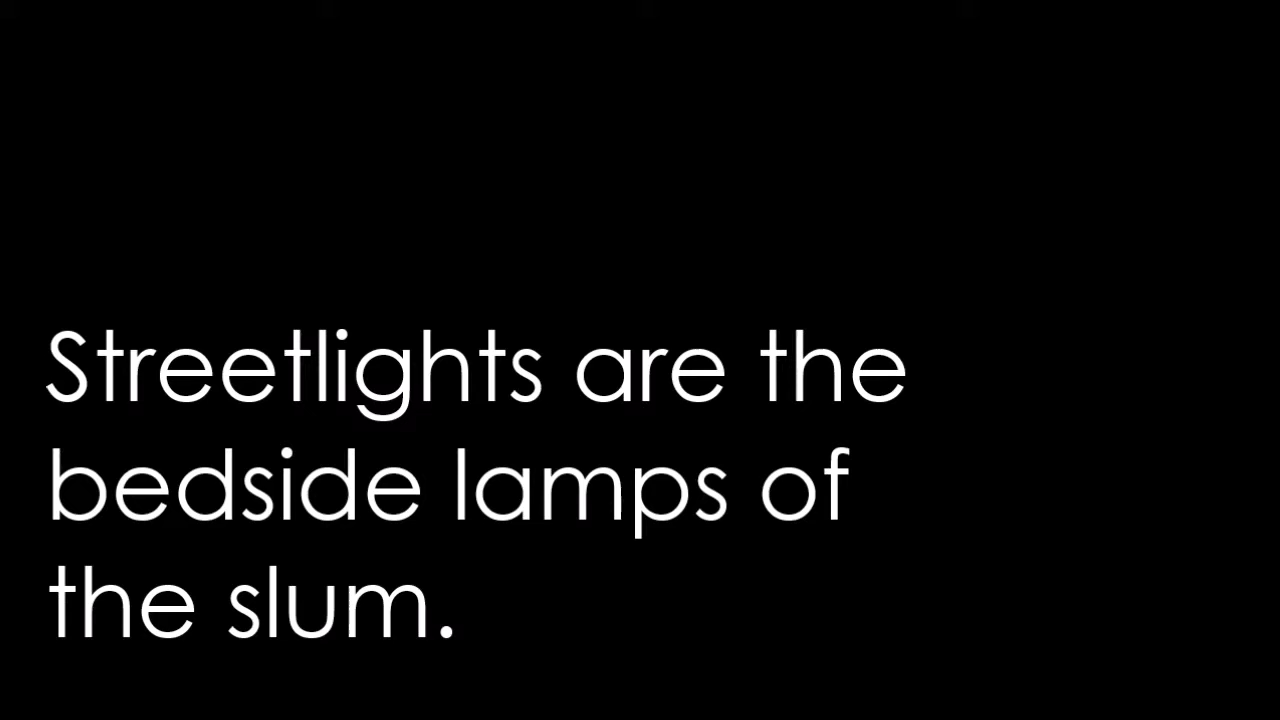 Streetlights are the
bedside lamps of
the slum.